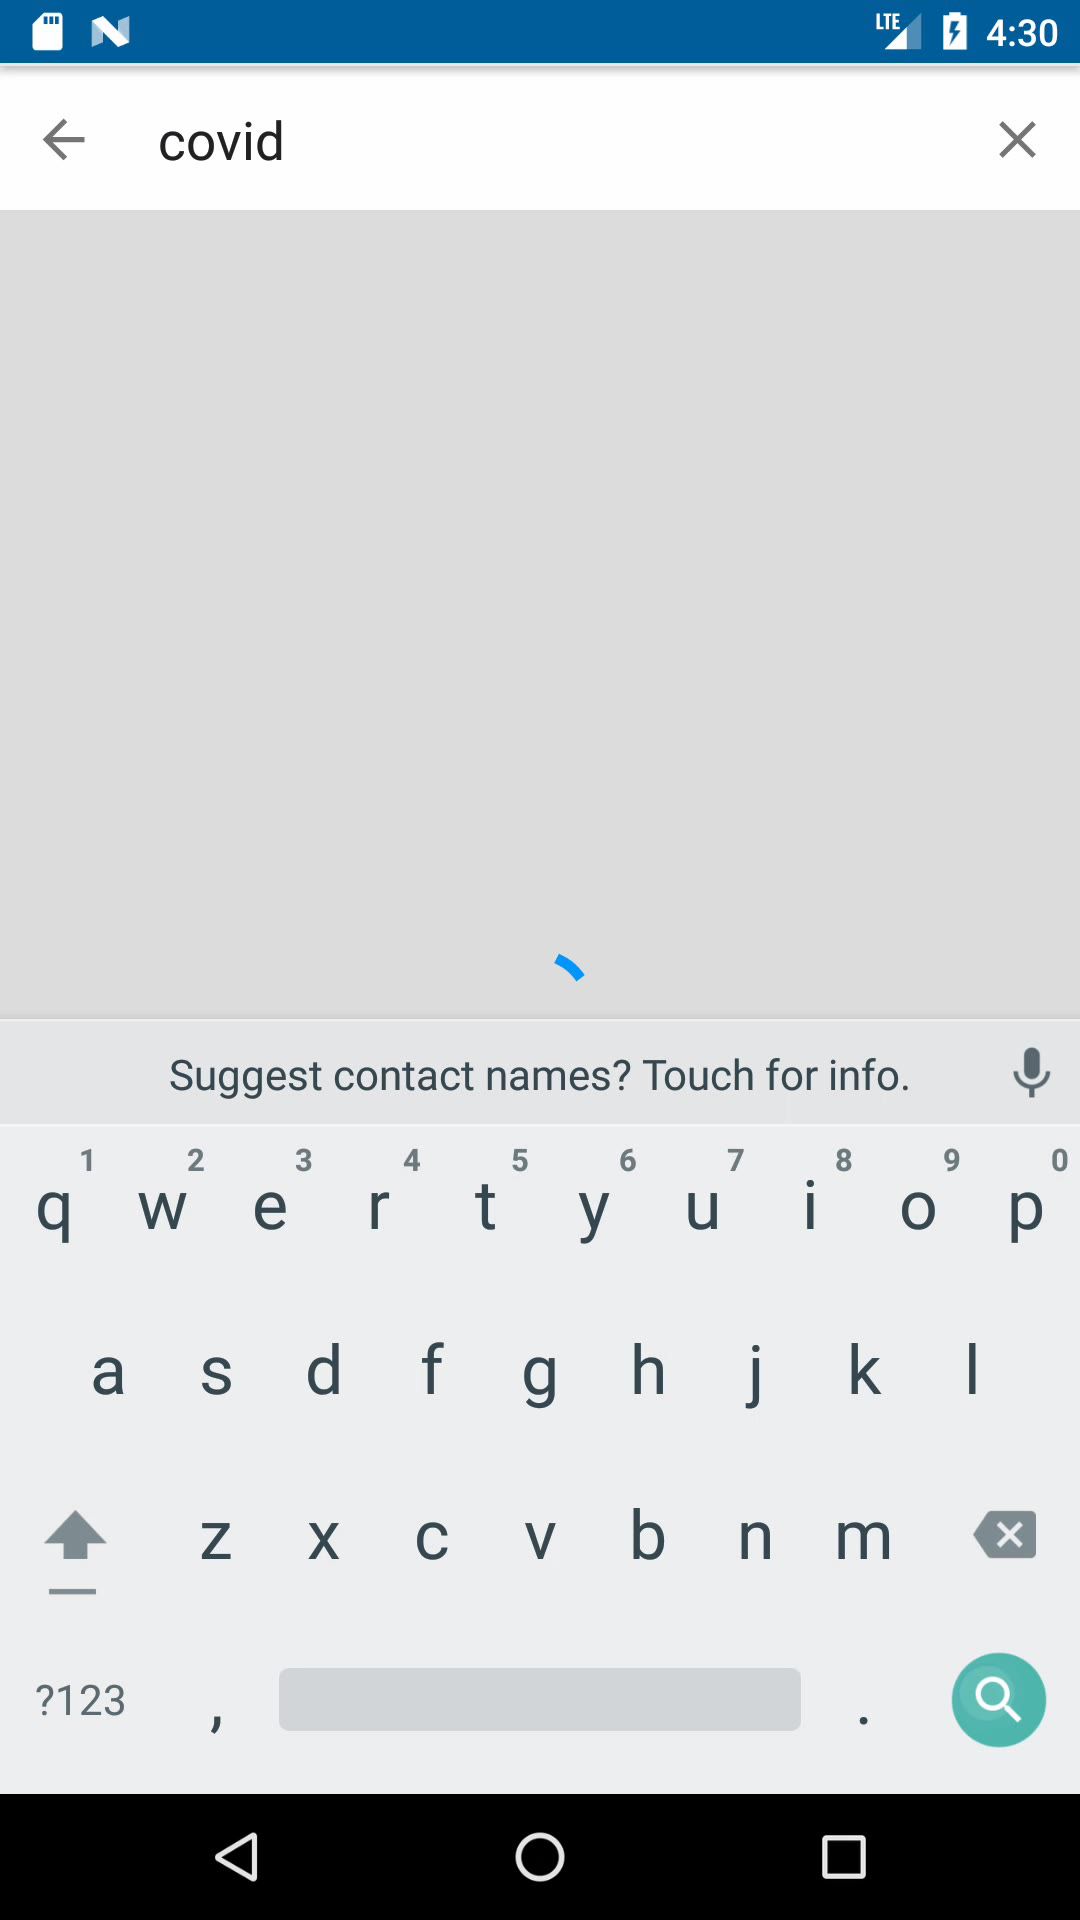 LTE 4:30
covid
Suggest contact names? Touch for info.
1 2 3 4 5 6 7 8 9 0
q w e r t y u i o p
a s d f g h j k l
z x c v b n m
?123 , .